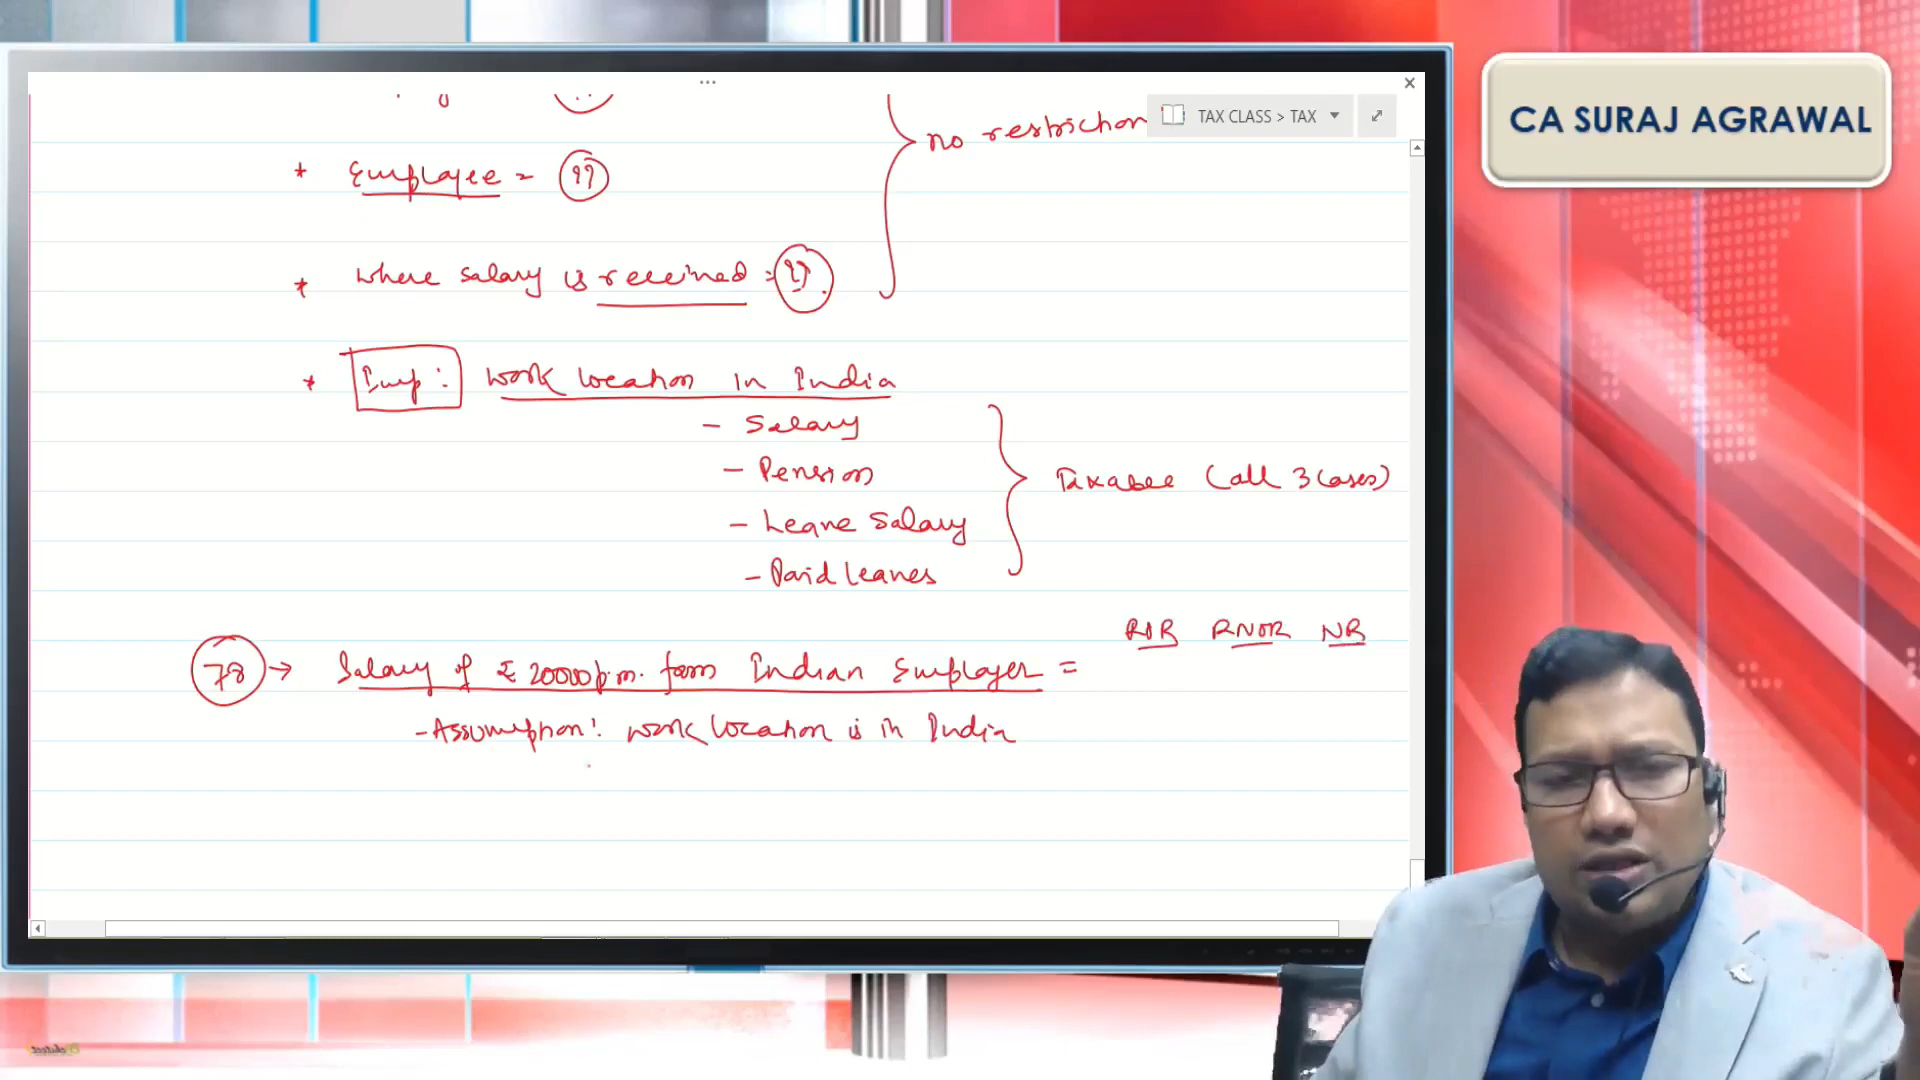 CA SURAJ AGRAWAL
TAX CLASS > TAX
no restriction
* Employee = ??
* where salary is received = ??
* Imp: work location in India
- Salary
- Pension
- Leave Salary
- Paid leaves
Taxable (all 3 cases)
ROR RNOR NR
78 → Salary of ₹ 20000 p.m. from Indian Employer =
- Assumption: work location is in India